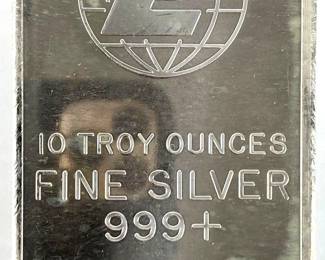 10 TROY OUNCES
FINE SILVER
999+